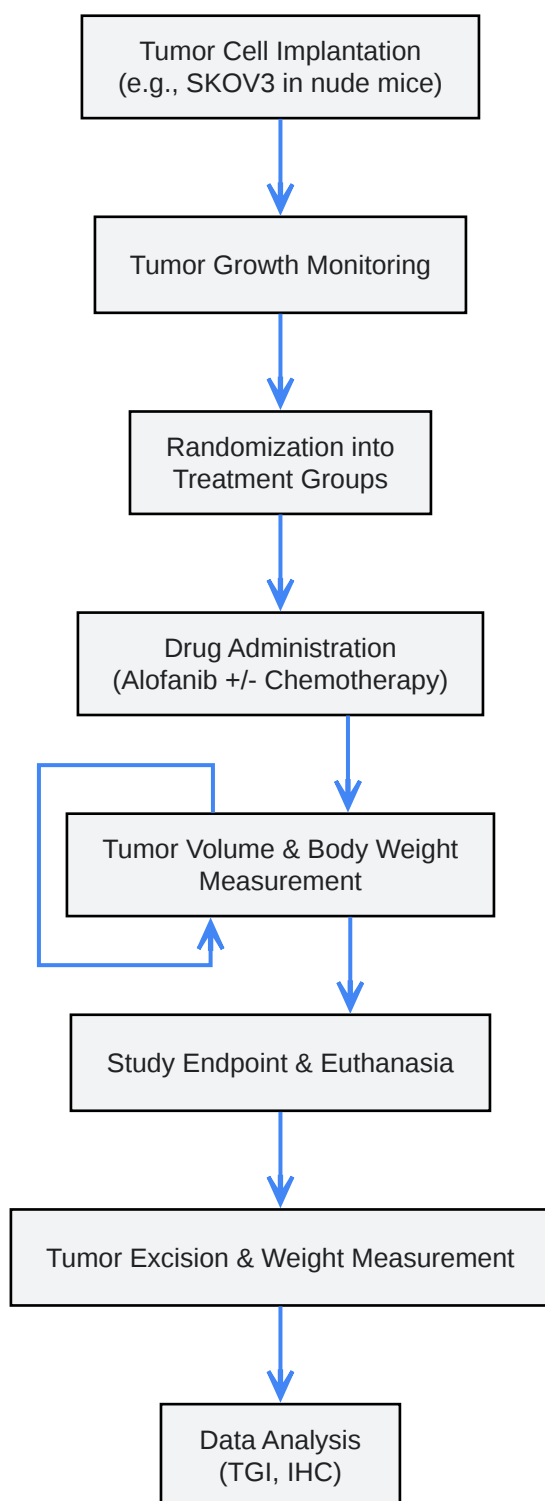 Tumor Cell Implantation
(e.g., SKOV3 in nude mice)
Tumor Growth Monitoring
Randomization into
Treatment Groups
Drug Administration
(Alofanib +/- Chemotherapy)
Tumor Volume & Body Weight
Measurement
Study Endpoint & Euthanasia
Tumor Excision & Weight Measurement
Data Analysis
(TGI, IHC)